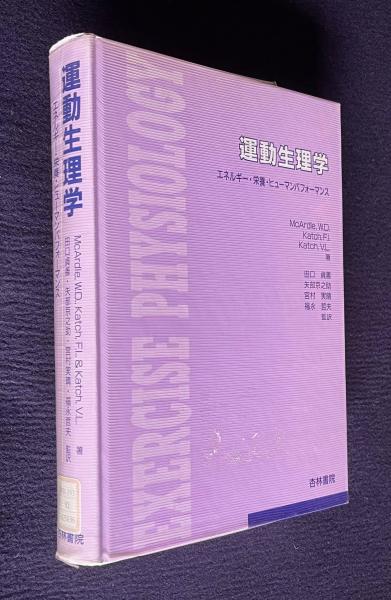 運動生理学
エネルギー・栄養・ヒューマンパフォーマンス
McArdle, W.D. Katch, F.I. & Katch, V.L. 著
田口貞善・矢部京之助・宮村実晴・福永哲夫 監訳
杏林書院
EXERCISE PHYSIOLOGY
運動生理学
エネルギー・栄養・ヒューマンパフォーマンス
McArdle, W.D.
Katch, F.I.
Katch, V.L.
著
田口 貞善
矢部京之助
宮村 実晴
福永 哲夫
監訳
杏林書院